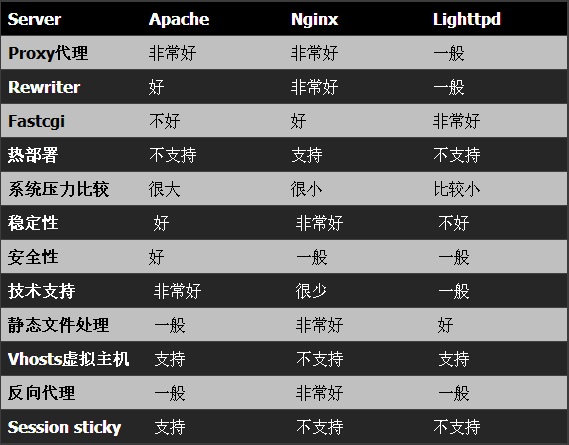 Server Apache Nginx Lighttpd
Proxy代理 非常好 非常好 一般
Rewriter 好 非常好 一般
Fastcgi 不好 好 非常好
热部署 不支持 支持 不支持
系统压力比较 很大 很小 比较小
稳定性 好 非常好 不好
安全性 好 一般 一般
技术支持 非常好 很少 一般
静态文件处理 一般 非常好 好
Vhosts虚拟主机 支持 不支持 支持
反向代理 一般 非常好 一般
Session sticky 支持 不支持 不支持